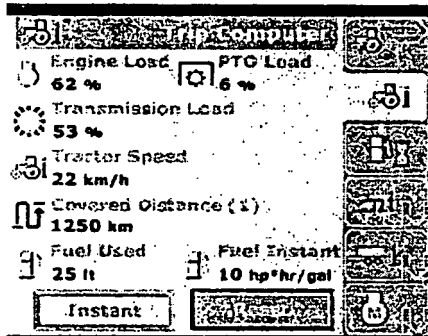 Trip Computer
Engine Load PTO Load
62 % 6 %
Transmission Load
53 %
Tractor Speed
22 km/h
Covered Distance (1)
1250 km
Fuel Used Fuel Instant
25 lt 10 hp*hr/gal
Instant